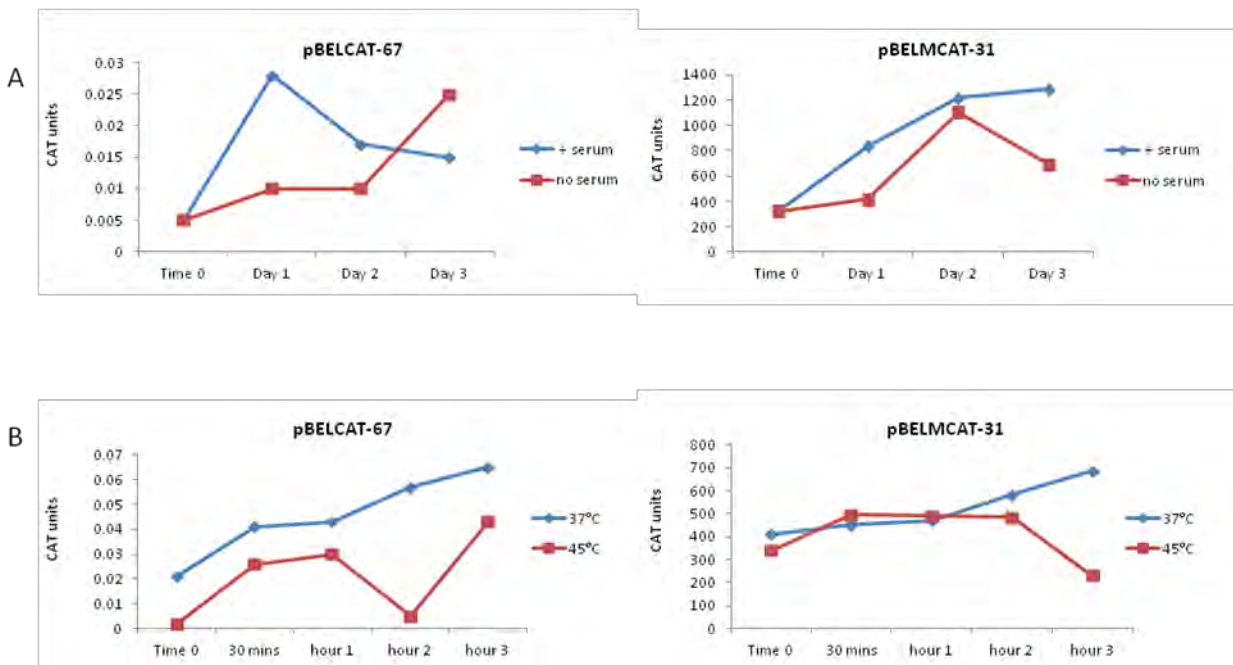 A
pBELCAT-67
CAT units
0.03
0.025
0.02
0.015
0.01
0.005
0
Time 0 Day 1 Day 2 Day 3
+ serum
no serum
pBELMCAT-31
CAT units
1400
1200
1000
800
600
400
200
0
Time 0 Day 1 Day 2 Day 3
+ serum
no serum
B
pBELCAT-67
CAT units
0.07
0.06
0.05
0.04
0.03
0.02
0.01
0
Time 0 30 mins hour 1 hour 2 hour 3
37°C
45°C
pBELMCAT-31
CAT units
800
700
600
500
400
300
200
100
0
Time 0 30 mins hour 1 hour 2 hour 3
37°C
45°C